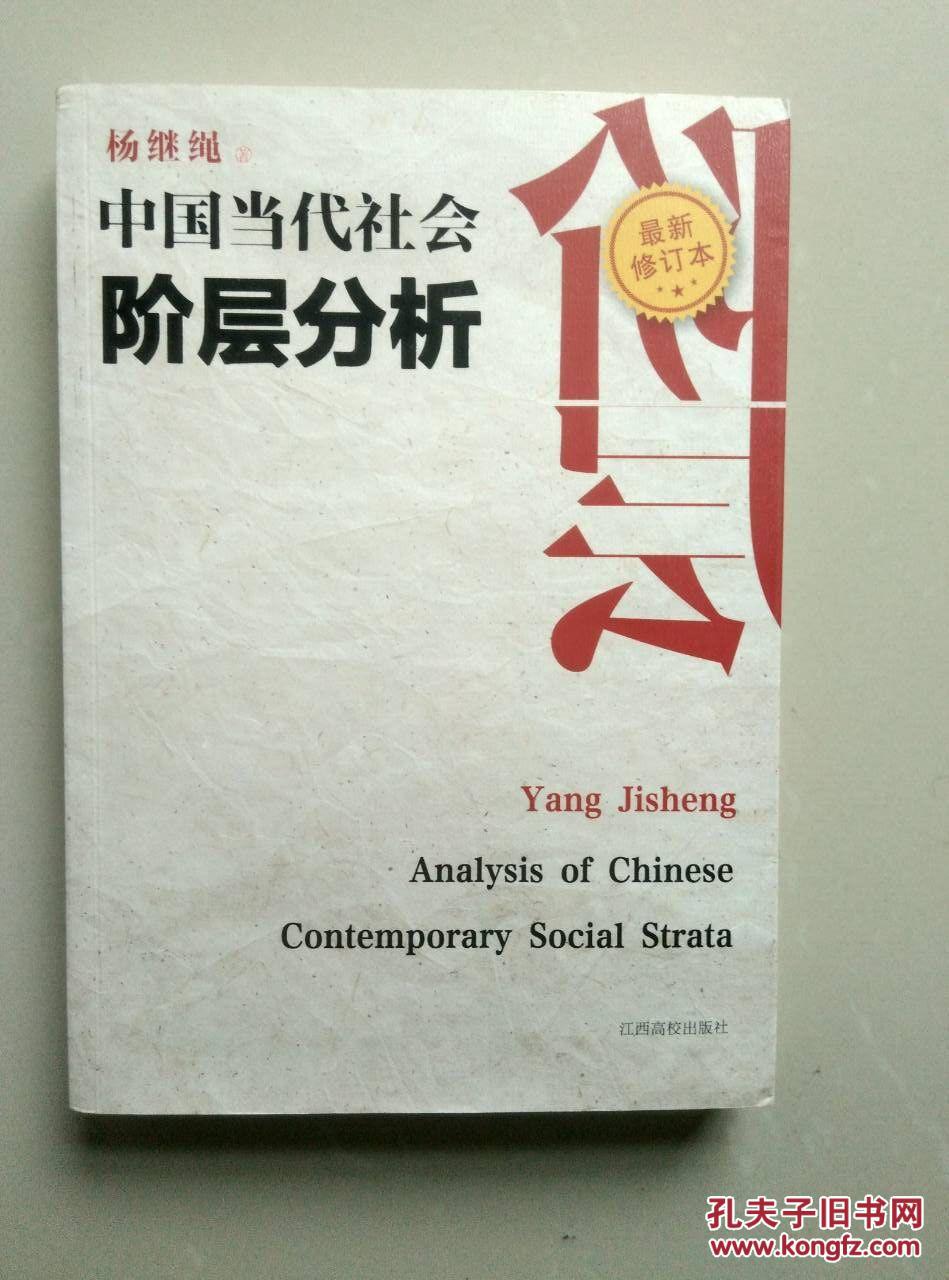 杨继绳 著
中国当代社会
阶层分析
最新
修订本
Yang Jisheng
Analysis of Chinese
Contemporary Social Strata
江西高校出版社
孔夫子旧书网
www.kongfz.com